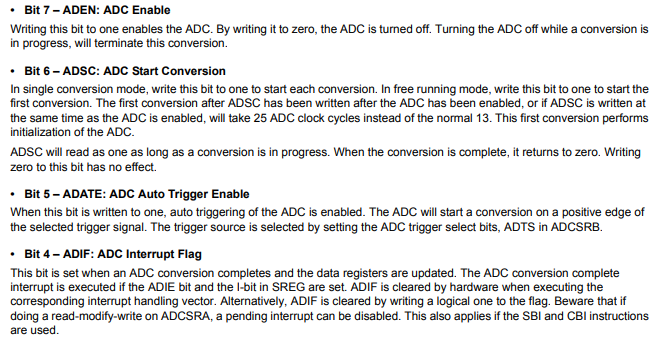 • Bit 7 – ADEN: ADC Enable
Writing this bit to one enables the ADC. By writing it to zero, the ADC is turned off. Turning the ADC off while a conversion is
in progress, will terminate this conversion.
• Bit 6 – ADSC: ADC Start Conversion
In single conversion mode, write this bit to one to start each conversion. In free running mode, write this bit to one to start the
first conversion. The first conversion after ADSC has been written after the ADC has been enabled, or if ADSC is written at
the same time as the ADC is enabled, will take 25 ADC clock cycles instead of the normal 13. This first conversion performs
initialization of the ADC.
ADSC will read as one as long as a conversion is in progress. When the conversion is complete, it returns to zero. Writing
zero to this bit has no effect.
• Bit 5 – ADATE: ADC Auto Trigger Enable
When this bit is written to one, auto triggering of the ADC is enabled. The ADC will start a conversion on a positive edge of
the selected trigger signal. The trigger source is selected by setting the ADC trigger select bits, ADTS in ADCSRB.
• Bit 4 – ADIF: ADC Interrupt Flag
This bit is set when an ADC conversion completes and the data registers are updated. The ADC conversion complete
interrupt is executed if the ADIE bit and the I-bit in SREG are set. ADIF is cleared by hardware when executing the
corresponding interrupt handling vector. Alternatively, ADIF is cleared by writing a logical one to the flag. Beware that if
doing a read-modify-write on ADCSRA, a pending interrupt can be disabled. This also applies if the SBI and CBI instructions
are used.